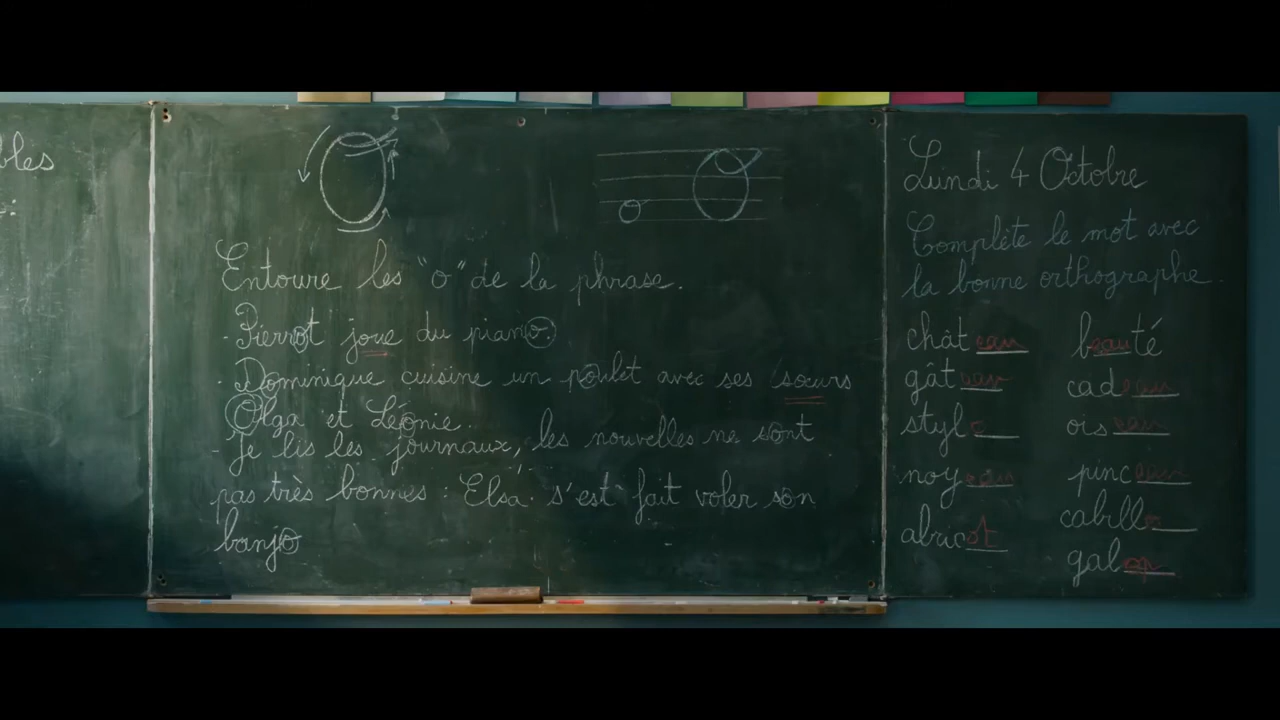 bles
Entoure les "o" de la phrase.
- Pierrot joue du piano.
- Dominique cuisine un poulet avec ses sœurs
Olga et Léonie.
- Je lis les journaux, les nouvelles ne sont
pas très bonnes : Elsa s'est fait voler son
banjo
Lundi 4 Octobre
Complète le mot avec
la bonne orthographe.
château beauté
gâteau cadeau
stylo oiseau
noyaux pinceau
abricot cabillo
galop